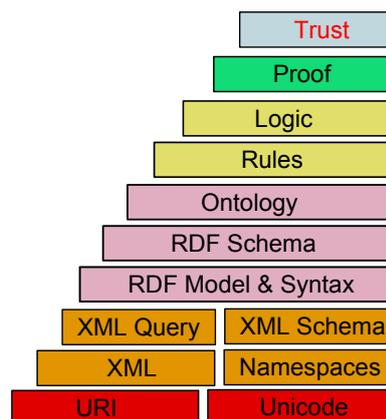 Trust
Proof
Logic
Rules
Ontology
RDF Schema
RDF Model & Syntax
XML Query XML Schema
XML Namespaces
URI Unicode